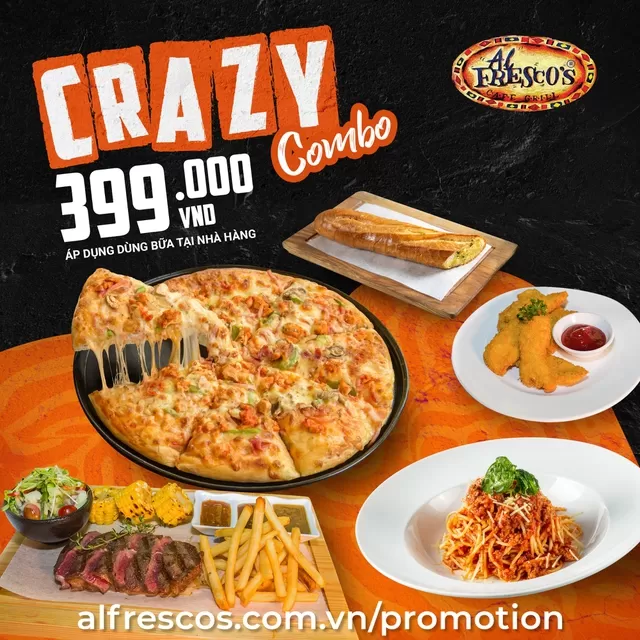 CRAZY
Combo
AL
FRESCO'S®
CAFE GRILL
399.000
VND
ÁP DỤNG DÙNG BỮA TẠI NHÀ HÀNG
alfrescos.com.vn/promotion